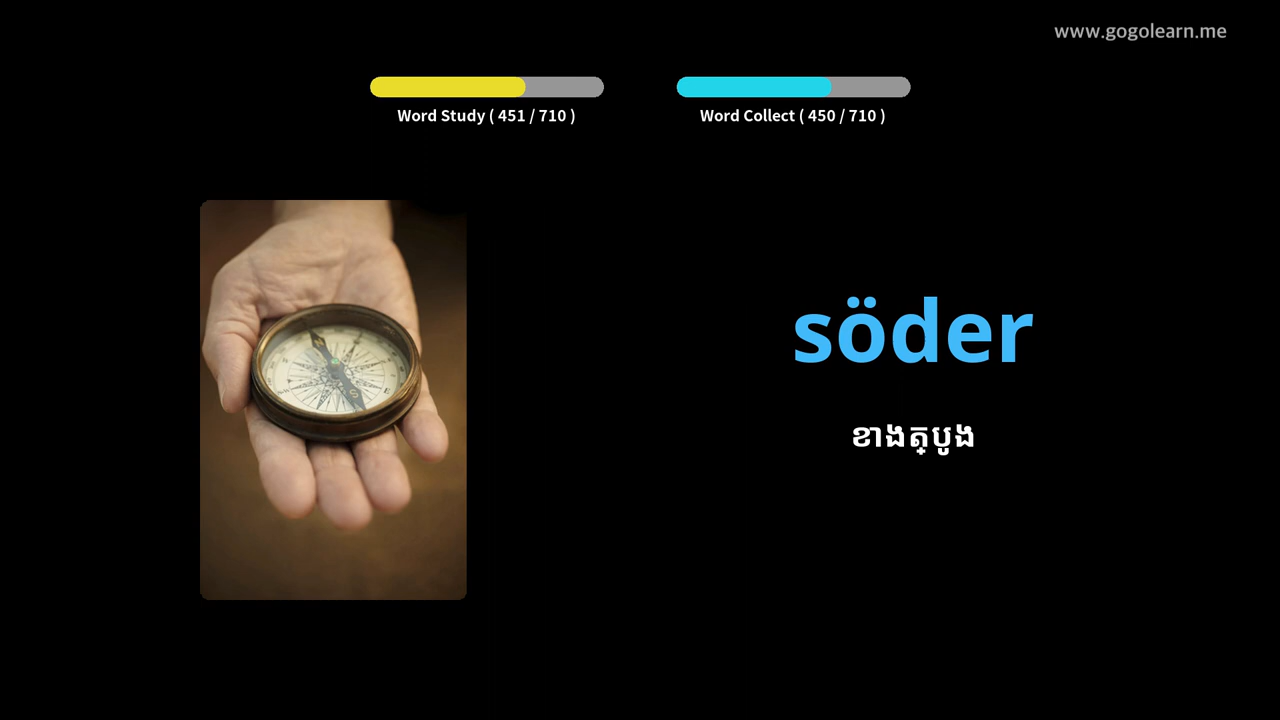 www.gogolearn.me
Word Study ( 451 / 710 )
Word Collect ( 450 / 710 )
söder
ខាងត្បូង